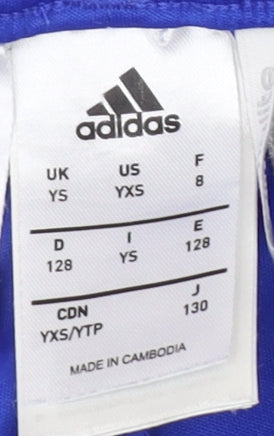 adidas
UK US F
YS YXS 8
D I E
128 YS 128
CDN J
YXS/YTP 130
MADE IN CAMBODIA